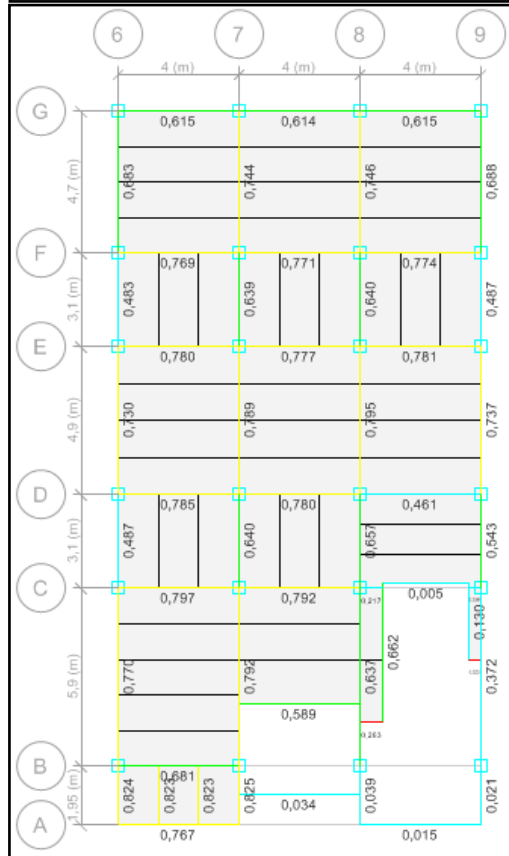 6 7 8 9
4 (m) 4 (m) 4 (m)
G
0,615 0,614 0,615
4,7 (m) 0,683 0,744 0,746 0,688
F
0,769 0,771 0,774
3,1 (m) 0,483 0,639 0,640 0,487
E
0,780 0,777 0,781
4,9 (m) 0,730 0,789 0,795 0,737
D
0,785 0,780 0,461
3,1 (m) 0,487 0,640 0,657 0,543
C
0,797 0,792 0,217 0,005
0,130
5,9 (m) 0,770 0,792 0,637 0,662 0,372
0,589
0,263
B
0,681
1,95 (m) 0,824 0,823 0,823 0,825 0,039 0,021
0,034
A
0,767 0,015